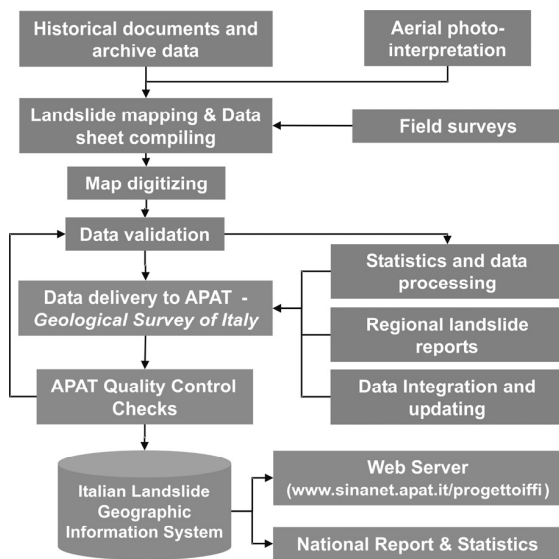 Historical documents and
archive data
Aerial photo-
interpretation
Landslide mapping & Data
sheet compiling
Field surveys
Map digitizing
Data validation
Statistics and data
processing
Data delivery to APAT -
Geological Survey of Italy
Regional landslide
reports
APAT Quality Control
Checks
Data Integration and
updating
Italian Landslide
Geographic
Information System
Web Server
(www.sinanet.apat.it/progettoiffi)
National Report & Statistics